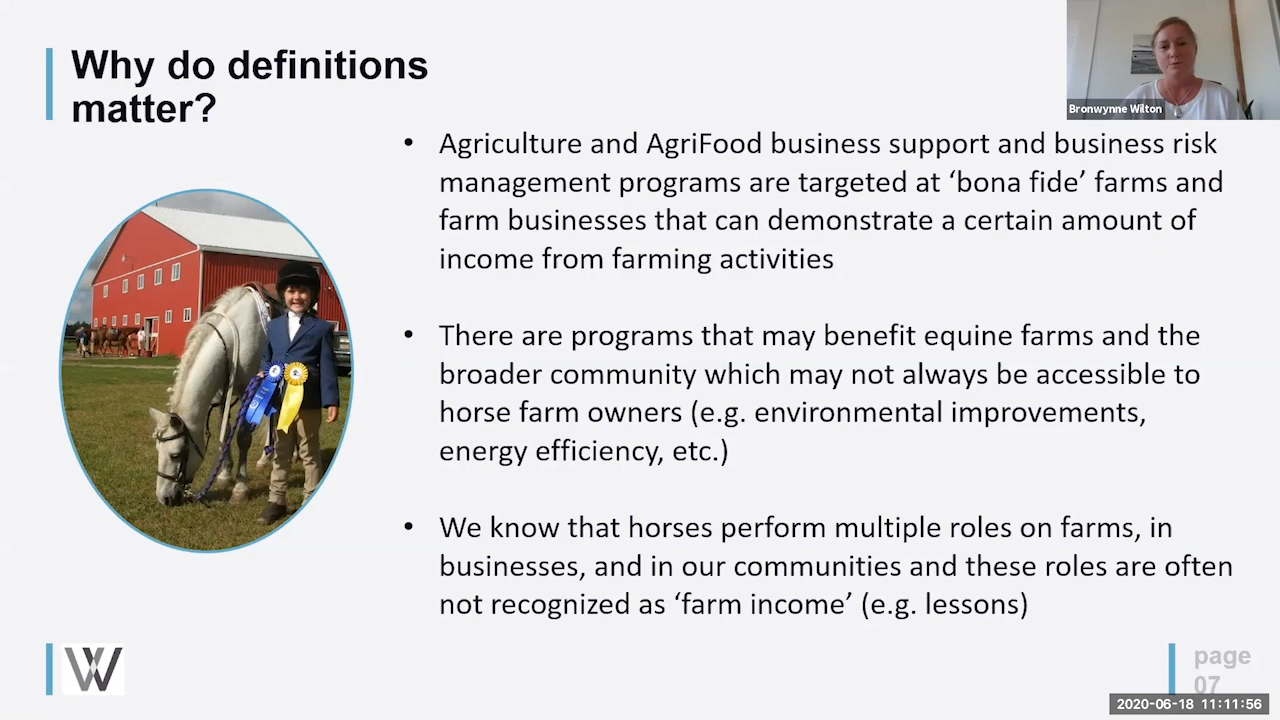 Why do definitions
matter?
Bronwynne Wilton
• Agriculture and AgriFood business support and business risk
management programs are targeted at ‘bona fide’ farms and
farm businesses that can demonstrate a certain amount of
income from farming activities
• There are programs that may benefit equine farms and the
broader community which may not always be accessible to
horse farm owners (e.g. environmental improvements,
energy efficiency, etc.)
• We know that horses perform multiple roles on farms, in
businesses, and in our communities and these roles are often
not recognized as ‘farm income’ (e.g. lessons)
W
page
07
2020-06-18 11:11:56